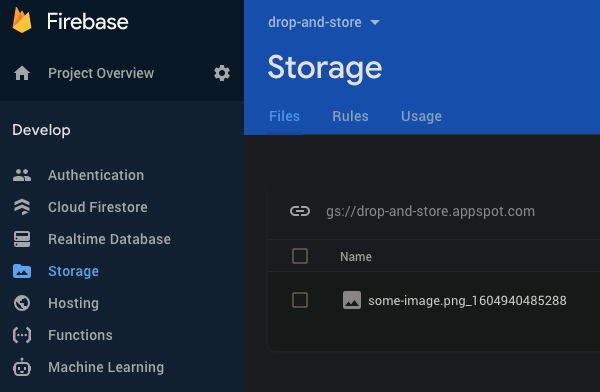 Firebase
Project Overview
Develop
Authentication
Cloud Firestore
Realtime Database
Storage
Hosting
Functions
Machine Learning
drop-and-store
Storage
Files Rules Usage
gs://drop-and-store.appspot.com
Name
some-image.png_1604940485288